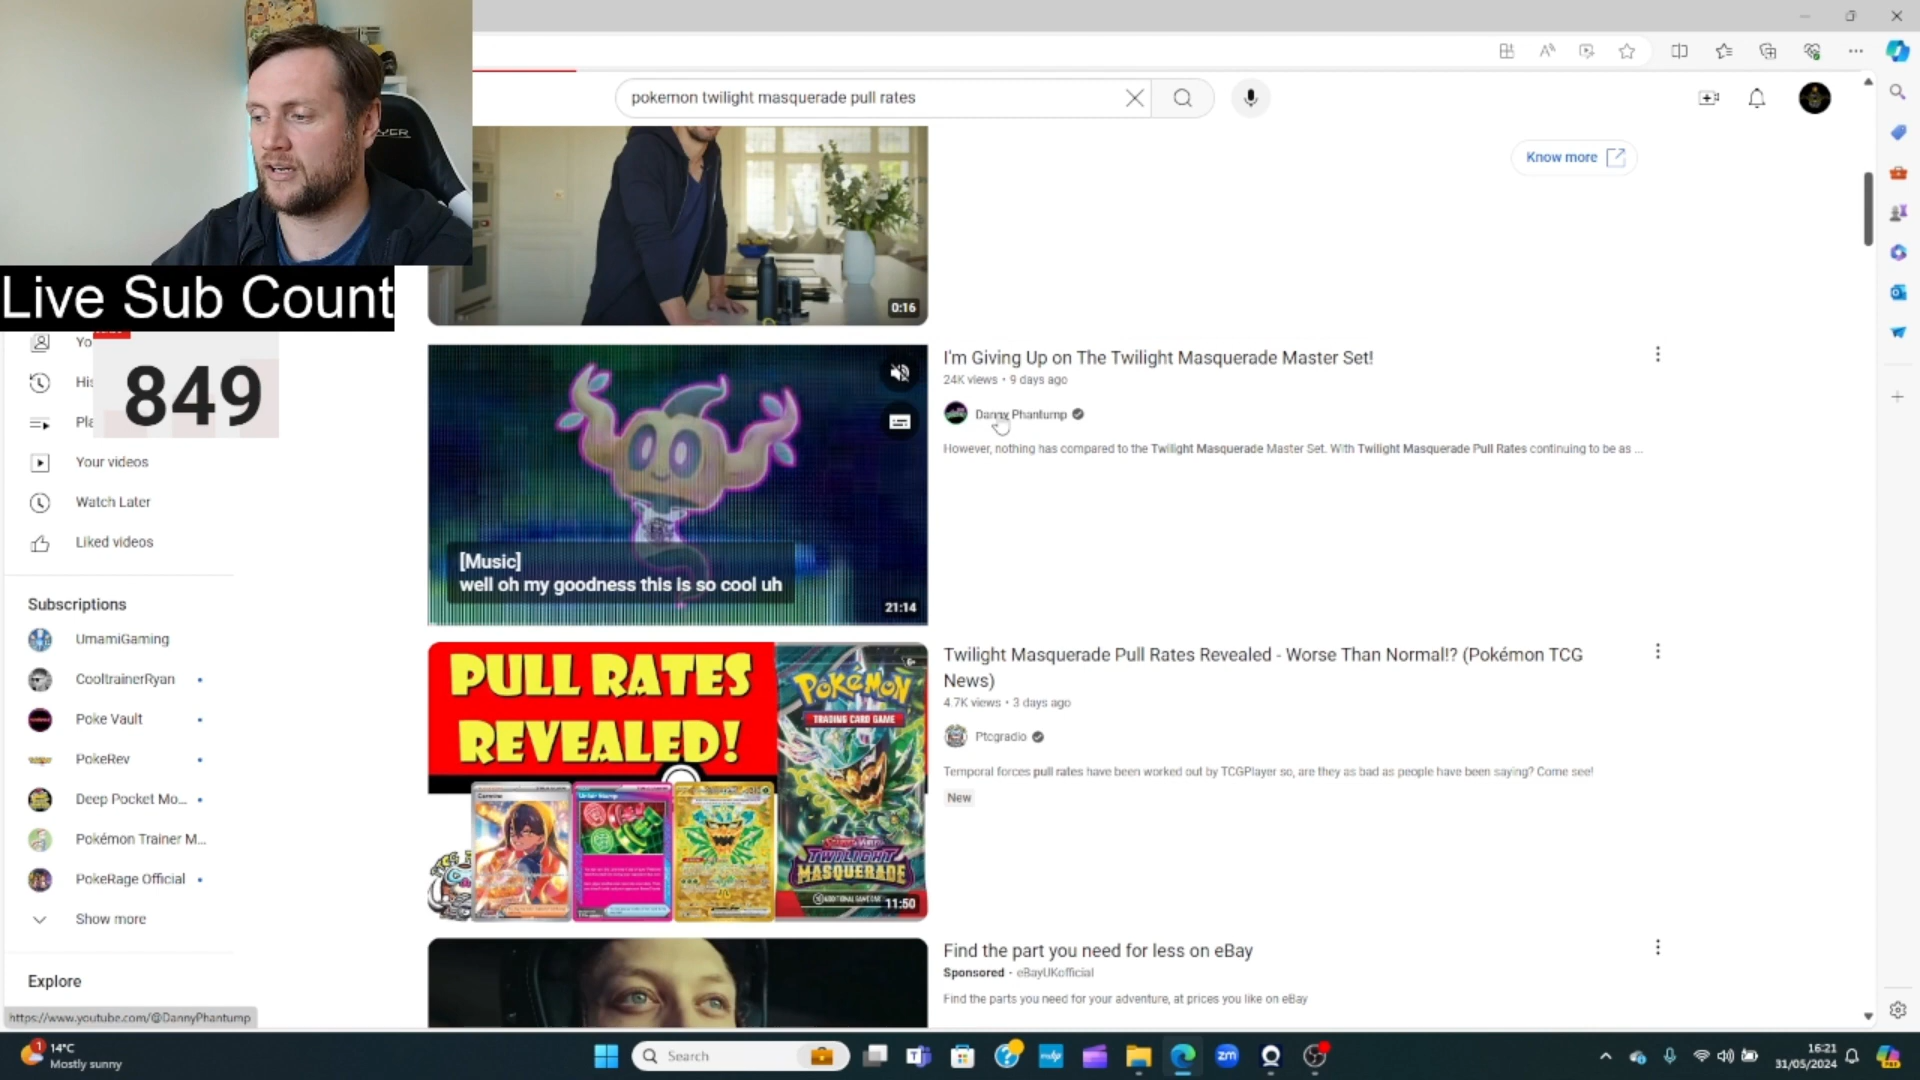 pokemon twilight masquerade pull rates
Know more
0:16
Live Sub Count
849
Yo
His
Pla
Your videos
Watch Later
Liked videos
Subscriptions
UmamiGaming
CooltrainerRyan
Poke Vault
PokeRev
Deep Pocket Mo...
Pokémon Trainer M...
PokeRage Official
Show more
Explore
https://www.youtube.com/@DannyPhantump
I'm Giving Up on The Twilight Masquerade Master Set!
24K views • 9 days ago
Danny Phantump
However, nothing has compared to the Twilight Masquerade Master Set. With Twilight Masquerade Pull Rates continuing to be as ...
[Music]
well oh my goodness this is so cool uh
21:14
PULL RATES
REVEALED!
POKéMON
TRADING CARD GAME
TWILIGHT
MASQUERADE
11:50
Twilight Masquerade Pull Rates Revealed - Worse Than Normal!? (Pokémon TCG
News)
4.7K views • 3 days ago
Ptcgradio
Temporal forces pull rates have been worked out by TCGPlayer so, are they as bad as people have been saying? Come see!
New
Find the part you need for less on eBay
Sponsored · eBayUKofficial
Find the parts you need for your adventure, at prices you like on eBay
1
14°C
Mostly sunny
Search
zm
16:21
31/05/2024